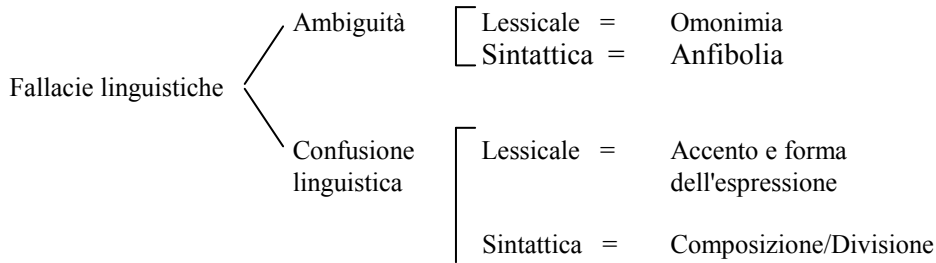 Ambiguità Lessicale = Omonimia
Sintattica = Anfibolia
Fallacie linguistiche
Confusione Lessicale = Accento e forma
linguistica dell'espressione
Sintattica = Composizione/Divisione